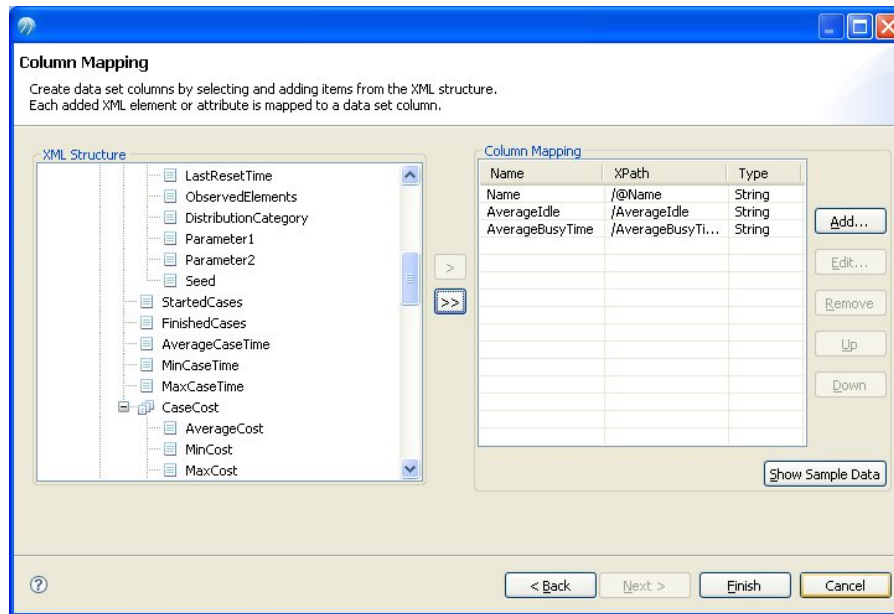 Column Mapping
Create data set columns by selecting and adding items from the XML structure.
Each added XML element or attribute is mapped to a data set column.
XML Structure
LastResetTime
ObservedElements
DistributionCategory
Parameter1
Parameter2
Seed
StartedCases
FinishedCases
AverageCaseTime
MinCaseTime
MaxCaseTime
CaseCost
AverageCost
MinCost
MaxCost
>
>>
Column Mapping
Name XPath Type
Name /@Name String
AverageIdle /AverageIdle String
AverageBusyTime /AverageBusyTi... String
Add...
Edit...
Remove
Up
Down
Show Sample Data
?
< Back Next > Finish Cancel